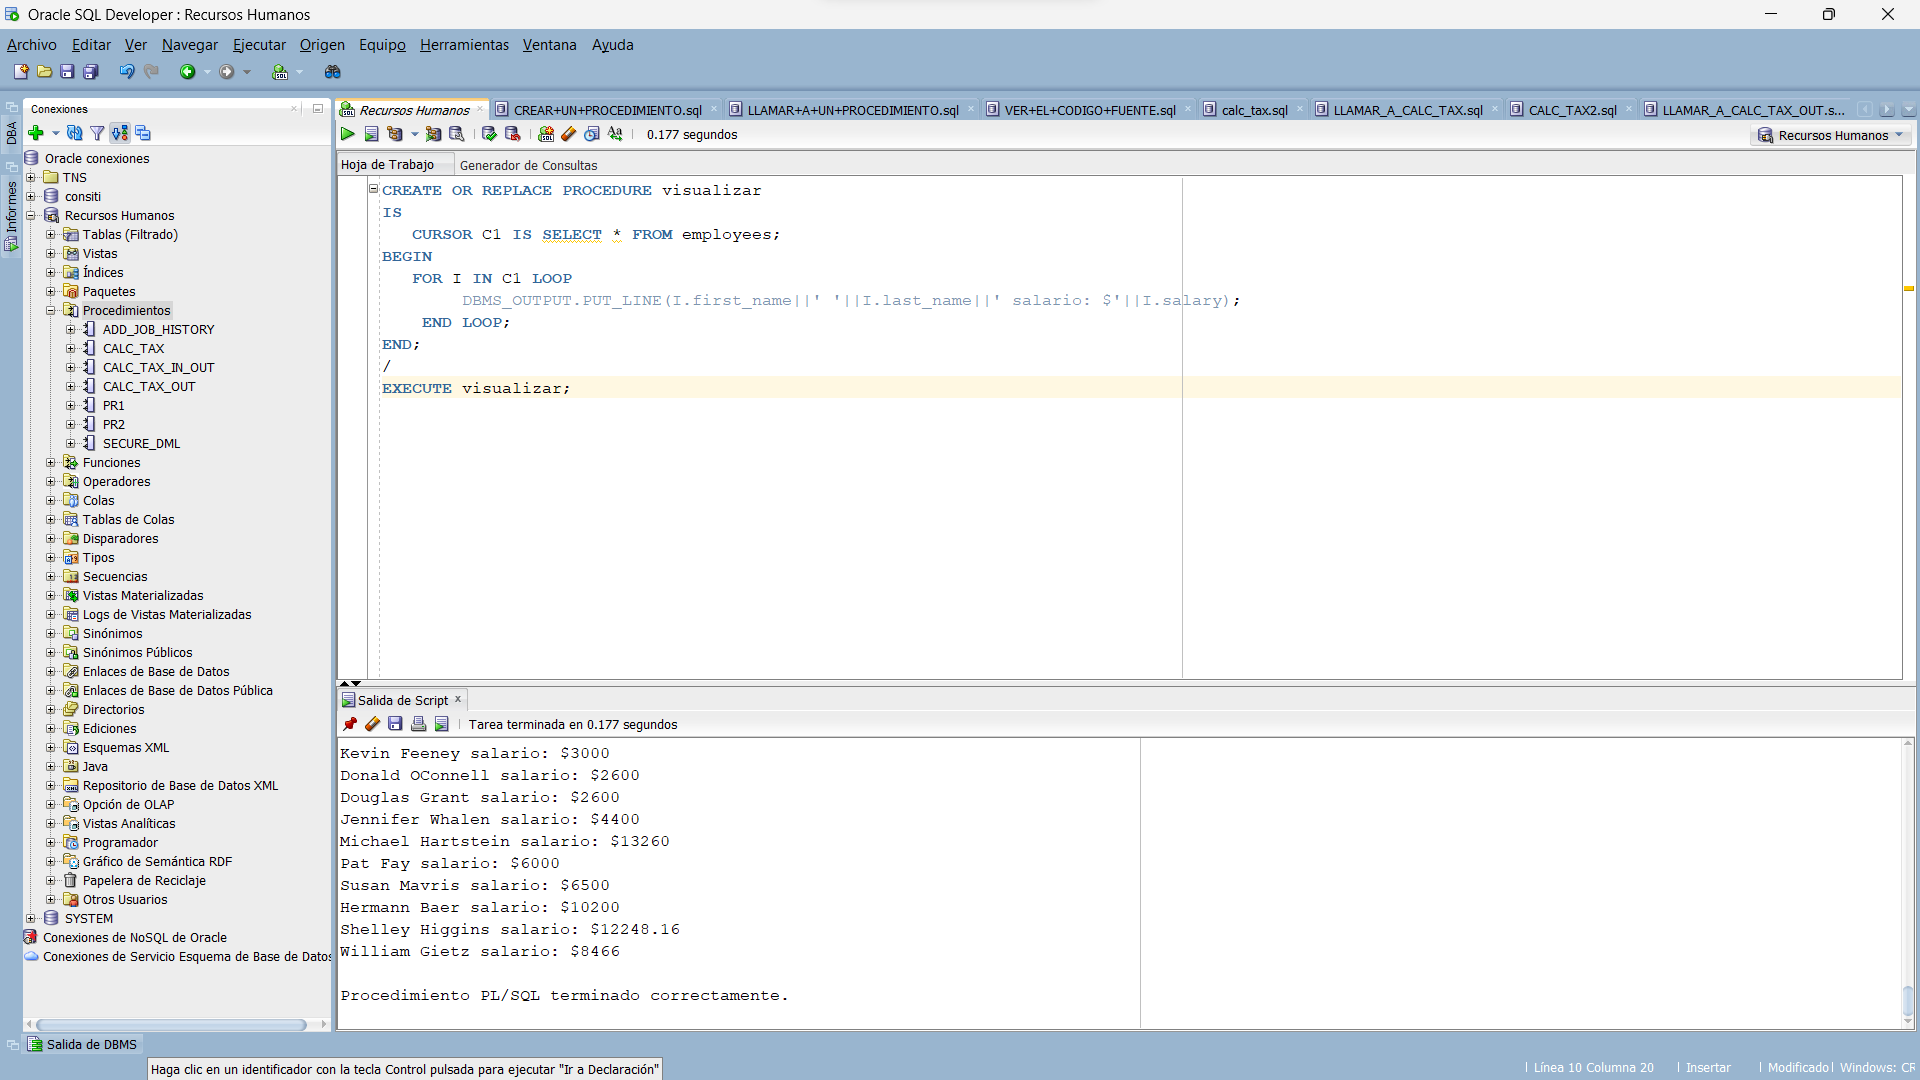 Oracle SQL Developer : Recursos Humanos
Archivo Editar Ver Navegar Ejecutar Origen Equipo Herramientas Ventana Ayuda
DBA
Informes
Conexiones
Oracle conexiones
TNS
consiti
Recursos Humanos
Tablas (Filtrado)
Vistas
Índices
Paquetes
Procedimientos
ADD_JOB_HISTORY
CALC_TAX
CALC_TAX_IN_OUT
CALC_TAX_OUT
PR1
PR2
SECURE_DML
Funciones
Operadores
Colas
Tablas de Colas
Disparadores
Tipos
Secuencias
Vistas Materializadas
Logs de Vistas Materializadas
Sinónimos
Sinónimos Públicos
Enlaces de Base de Datos
Enlaces de Base de Datos Pública
Directorios
Ediciones
Esquemas XML
Java
Repositorio de Base de Datos XML
Opción de OLAP
Vistas Analíticas
Programador
Gráfico de Semántica RDF
Papelera de Reciclaje
Otros Usuarios
SYSTEM
Conexiones de NoSQL de Oracle
Conexiones de Servicio Esquema de Base de Datos
Recursos Humanos CREAR+UN+PROCEDIMIENTO.sql LLAMAR+A+UN+PROCEDIMIENTO.sql VER+EL+CODIGO+FUENTE.sql calc_tax.sql LLAMAR_A_CALC_TAX.sql CALC_TAX2.sql LLAMAR_A_CALC_TAX_OUT.s...
0.177 segundos
Recursos Humanos
Hoja de Trabajo Generador de Consultas
CREATE OR REPLACE PROCEDURE visualizar
IS
CURSOR C1 IS SELECT * FROM employees;
BEGIN
FOR I IN C1 LOOP
DBMS_OUTPUT.PUT_LINE(I.first_name||' '||I.last_name||' salario: $'||I.salary);
END LOOP;
END;
/
EXECUTE visualizar;
Salida de Script
Tarea terminada en 0.177 segundos
Kevin Feeney salario: $3000
Donald OConnell salario: $2600
Douglas Grant salario: $2600
Jennifer Whalen salario: $4400
Michael Hartstein salario: $13260
Pat Fay salario: $6000
Susan Mavris salario: $6500
Hermann Baer salario: $10200
Shelley Higgins salario: $12248.16
William Gietz salario: $8466
Procedimiento PL/SQL terminado correctamente.
Salida de DBMS
Haga clic en un identificador con la tecla Control pulsada para ejecutar "Ir a Declaración"
Línea 10 Columna 20 Insertar Modificado Windows: CR